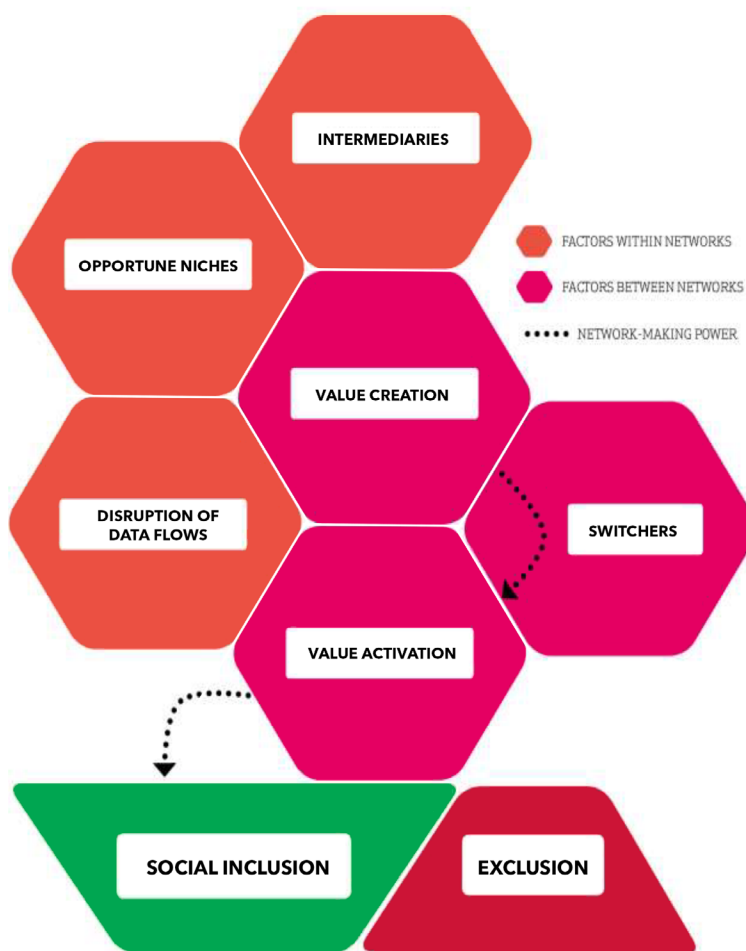 INTERMEDIARIES
OPPORTUNE NICHES
FACTORS WITHIN NETWORKS
FACTORS BETWEEN NETWORKS
NETWORK-MAKING POWER
VALUE CREATION
DISRUPTION OF
DATA FLOWS
SWITCHERS
VALUE ACTIVATION
SOCIAL INCLUSION
EXCLUSION